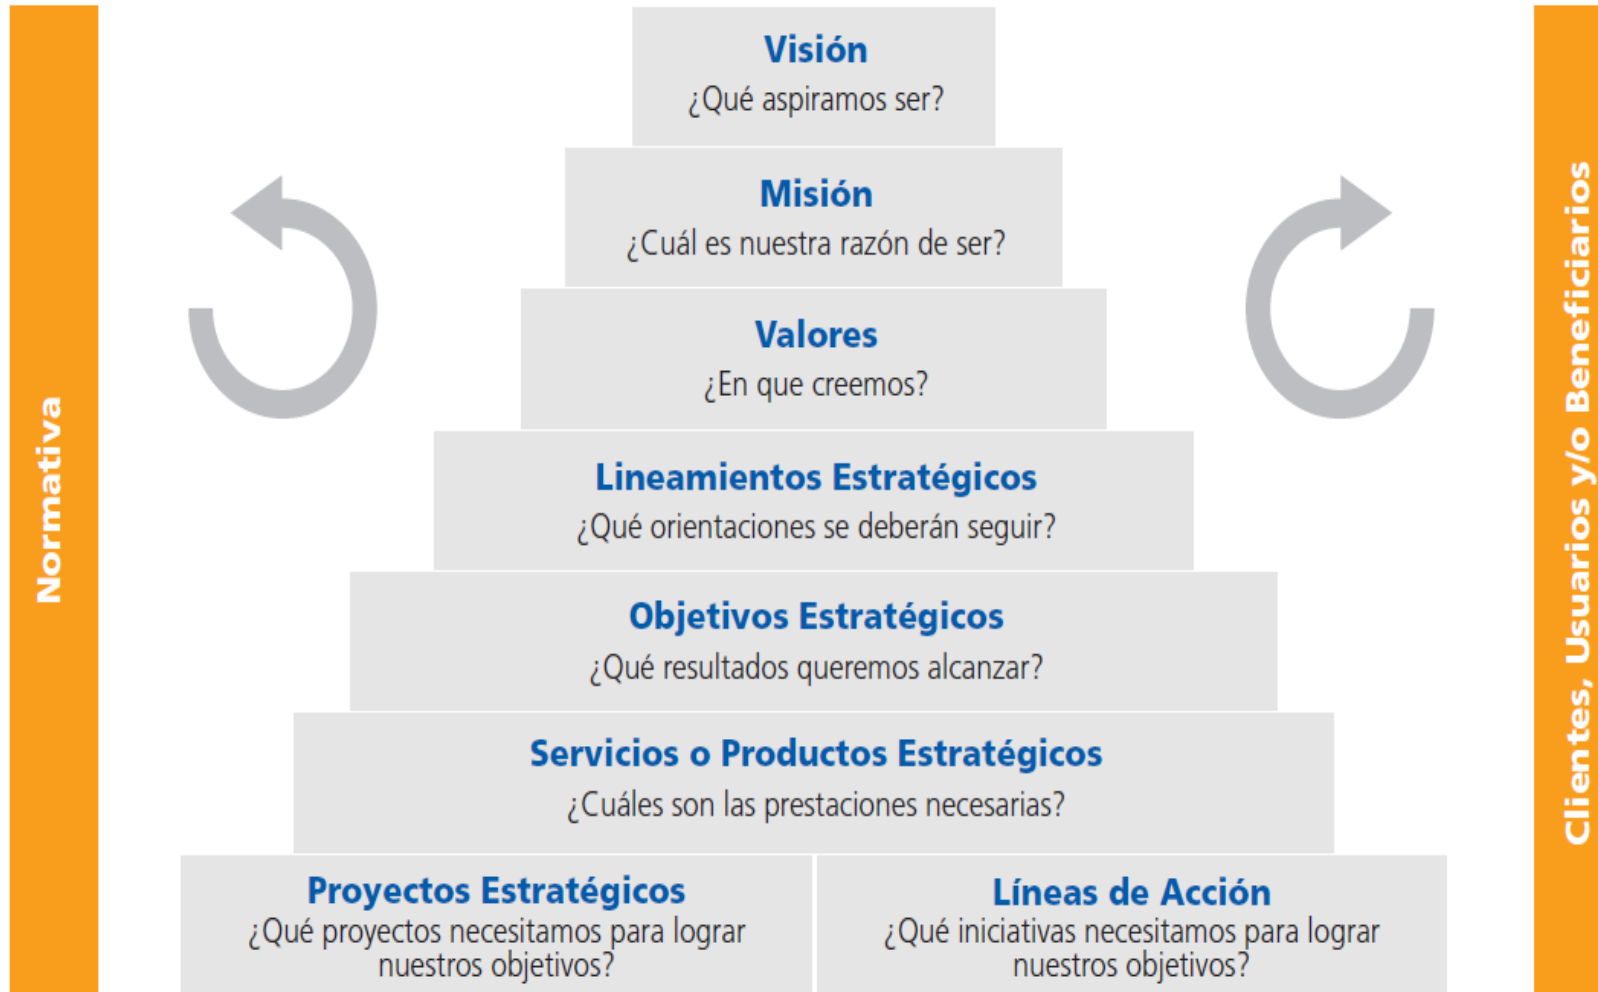 Normativa
Visión
¿Qué aspiramos ser?
Misión
¿Cuál es nuestra razón de ser?
Valores
¿En que creemos?
Lineamientos Estratégicos
¿Qué orientaciones se deberán seguir?
Objetivos Estratégicos
¿Qué resultados queremos alcanzar?
Servicios o Productos Estratégicos
¿Cuáles son las prestaciones necesarias?
Proyectos Estratégicos
¿Qué proyectos necesitamos para lograr
nuestros objetivos?
Líneas de Acción
¿Qué iniciativas necesitamos para lograr
nuestros objetivos?
Clientes, Usuarios y/o Beneficiarios